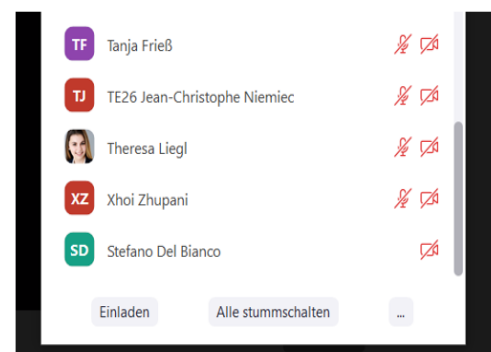 TF Tanja Frieß
TJ TE26 Jean-Christophe Niemiec
Theresa Liegl
XZ Xhoi Zhupani
SD Stefano Del Bianco
Einladen Alle stummschalten ...